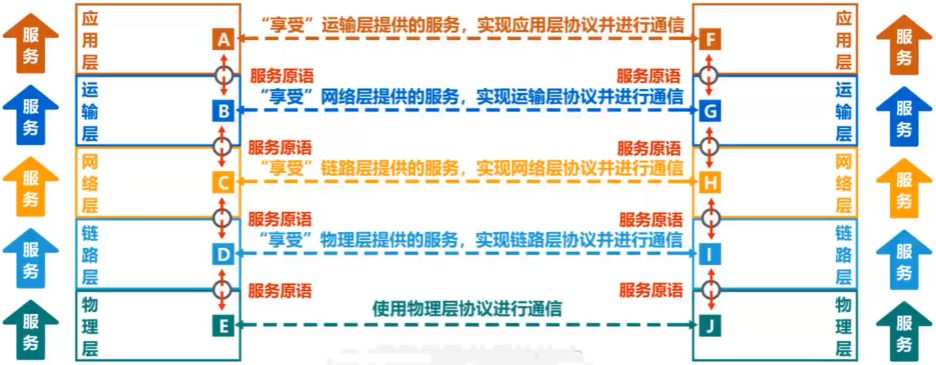 服务 应用层 A “享受”运输层提供的服务，实现应用层协议并进行通信 F 应用层 服务
服务原语 服务原语
服务 运输层 B “享受”网络层提供的服务，实现运输层协议并进行通信 G 运输层 服务
服务原语 服务原语
服务 网络层 C “享受”链路层提供的服务，实现网络层协议并进行通信 H 网络层 服务
服务原语 服务原语
服务 链路层 D “享受”物理层提供的服务，实现链路层协议并进行通信 I 链路层 服务
服务原语 服务原语
服务 物理层 E 使用物理层协议进行通信 J 物理层 服务